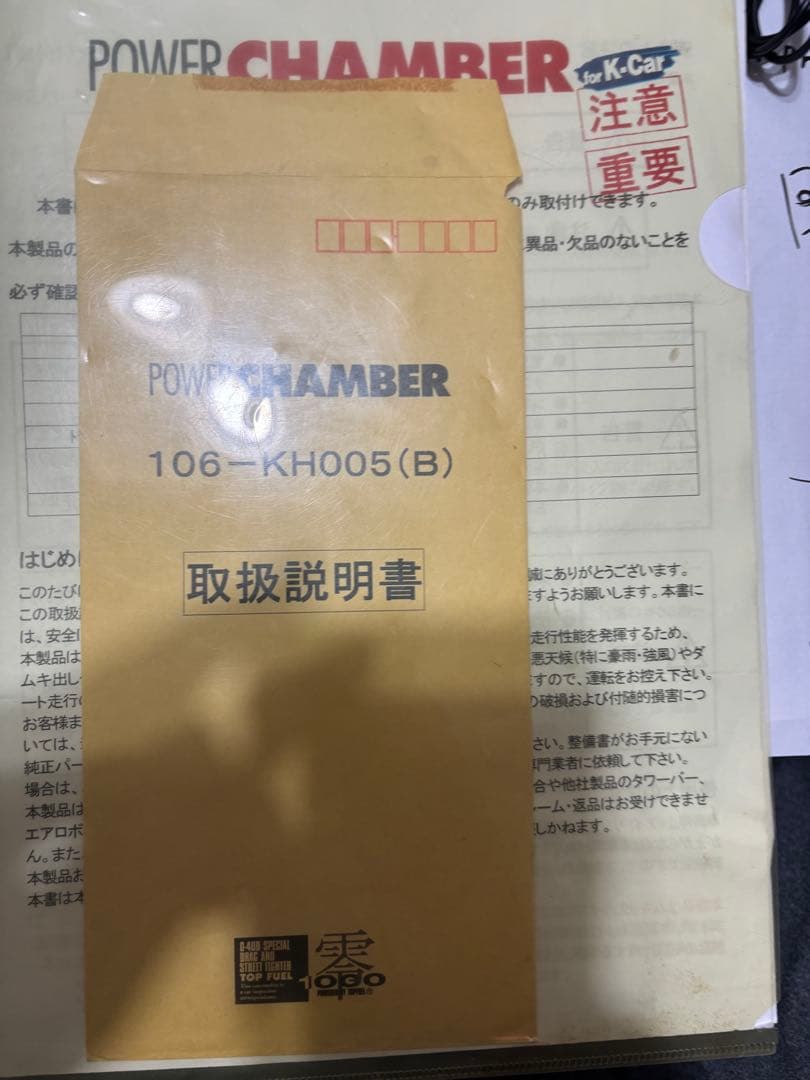 POWER CHAMBER
for K-Car
注意
重要
本書
のみ取付けできます。
本製品の
異品・欠品のないことを
必ず確認
POWER CHAMBER
106-KH005(B)
取扱説明書
はじめに
このたび
誠にありがとうございます。
この取扱
ますようお願いします。本書に
は、安全
走行性能を発揮するため、
本製品は
悪天候(特に豪雨・強風)やダ
ムキ出し
ますので、運転をお控え下さい。
ート走行の
の破損および付随的損害につ
お客様ま
いては、
さい。整備書がお手元にない
純正パー
専門業者に依頼して下さい。
場合は、
合や他社製品のタワーバー、
本製品は
ーム・返品はお受けできませ
エアロボ
しかねます。
ん。また
本製品お
本書は本
0-400 SPECIAL
DRAG AND
STREET FIGHTER
TOP FUEL
零
1000